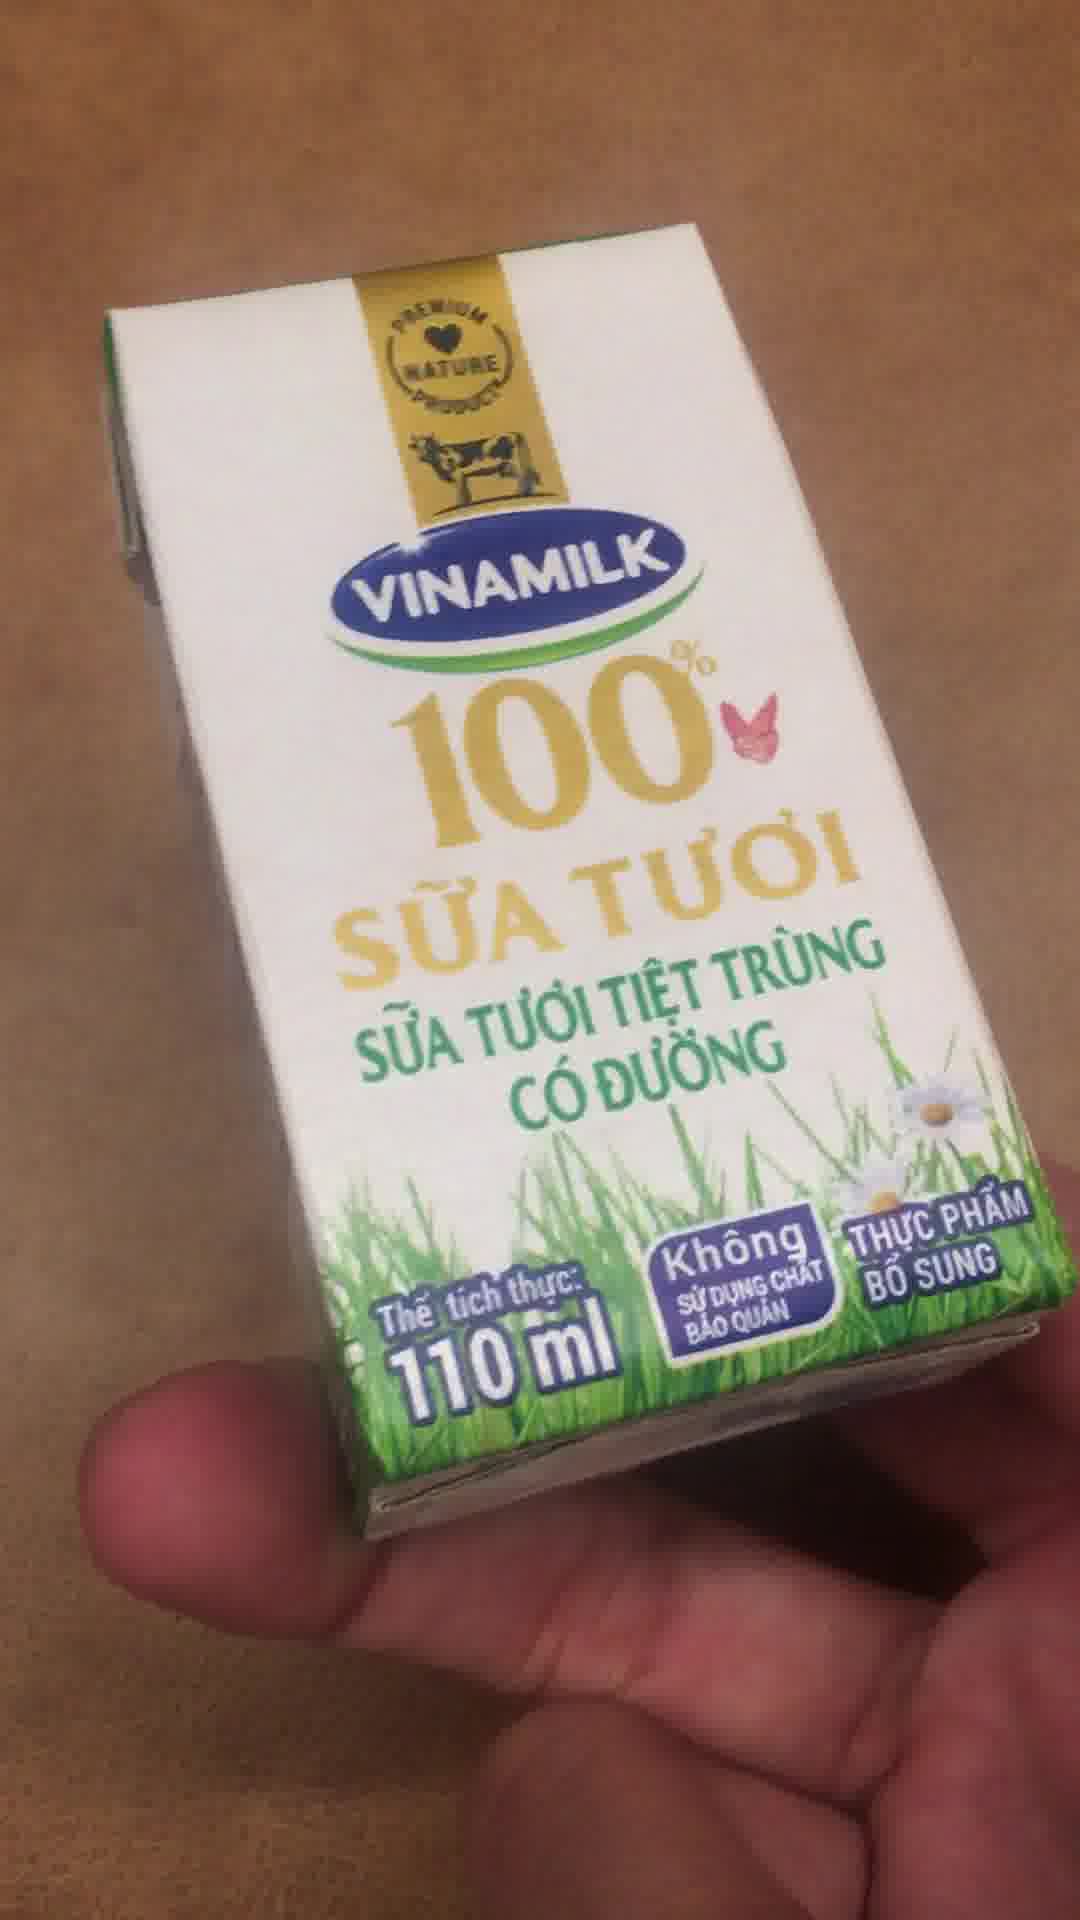 PREMIUM
NATURE
PRODUCT
VINAMILK
100%
SỮA TƯƠI
SỮA TƯƠI TIỆT TRÙNG
CÓ ĐƯỜNG
Thể tích thực:
110 ml
Không
SỬ DỤNG CHẤT
BẢO QUẢN
THỰC PHẨM
BỔ SUNG